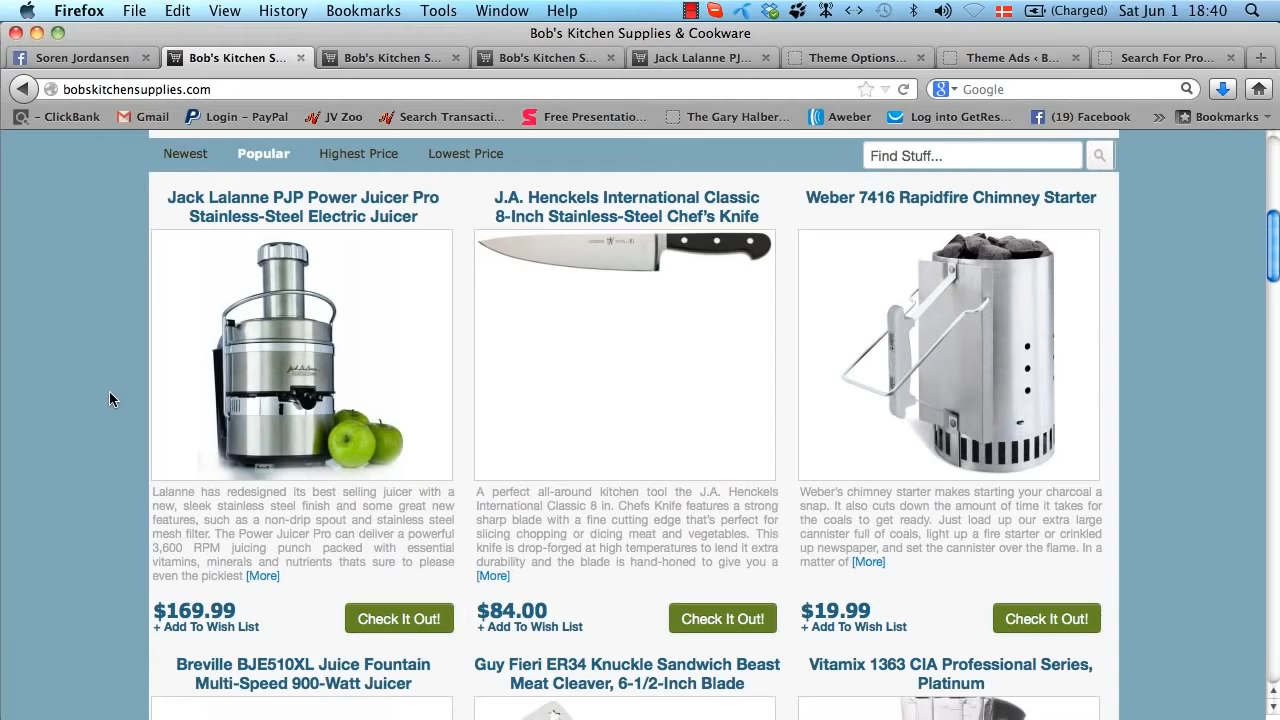 Firefox File Edit View History Bookmarks Tools Window Help (Charged) Sat Jun 1 18:40
Bob's Kitchen Supplies & Cookware
Soren Jordansen Bob's Kitchen S... Bob's Kitchen S... Bob's Kitchen S... Jack Lalanne PJ... Theme Options... Theme Ads ‹ B... Search For Pro...
bobskitchensupplies.com Google
– ClickBank Gmail Login – PayPal JV Zoo Search Transacti... Free Presentatio... The Gary Halber... Aweber Log into GetRes... (19) Facebook Bookmarks
Newest Popular Highest Price Lowest Price Find Stuff...
Jack Lalanne PJP Power Juicer Pro
Stainless-Steel Electric Juicer
Lalanne has redesigned its best selling juicer with a
new, sleek stainless steel finish and some great new
features, such as a non-drip spout and stainless steel
mesh filter. The Power Juicer Pro can deliver a powerful
3,600 RPM juicing punch packed with essential
vitamins, minerals and nutrients thats sure to please
even the pickiest [More]
$169.99
+ Add To Wish List
Check It Out!
J.A. Henckels International Classic
8-Inch Stainless-Steel Chef's Knife
A perfect all-around kitchen tool the J.A. Henckels
International Classic 8 in. Chefs Knife features a strong
sharp blade with a fine cutting edge that's perfect for
slicing chopping or dicing meat and vegetables. This
knife is drop-forged at high temperatures to lend it extra
durability and the blade is hand-honed to give you a
[More]
$84.00
+ Add To Wish List
Check It Out!
Weber 7416 Rapidfire Chimney Starter
Weber's chimney starter makes starting your charcoal a
snap. It also cuts down the amount of time it takes for
the coals to get ready. Just load up our extra large
cannister full of coals, light up a fire starter or crinkled
up newspaper, and set the cannister over the flame. In a
matter of [More]
$19.99
+ Add To Wish List
Check It Out!
Breville BJE510XL Juice Fountain
Multi-Speed 900-Watt Juicer
Guy Fieri ER34 Knuckle Sandwich Beast
Meat Cleaver, 6-1/2-Inch Blade
Vitamix 1363 CIA Professional Series,
Platinum